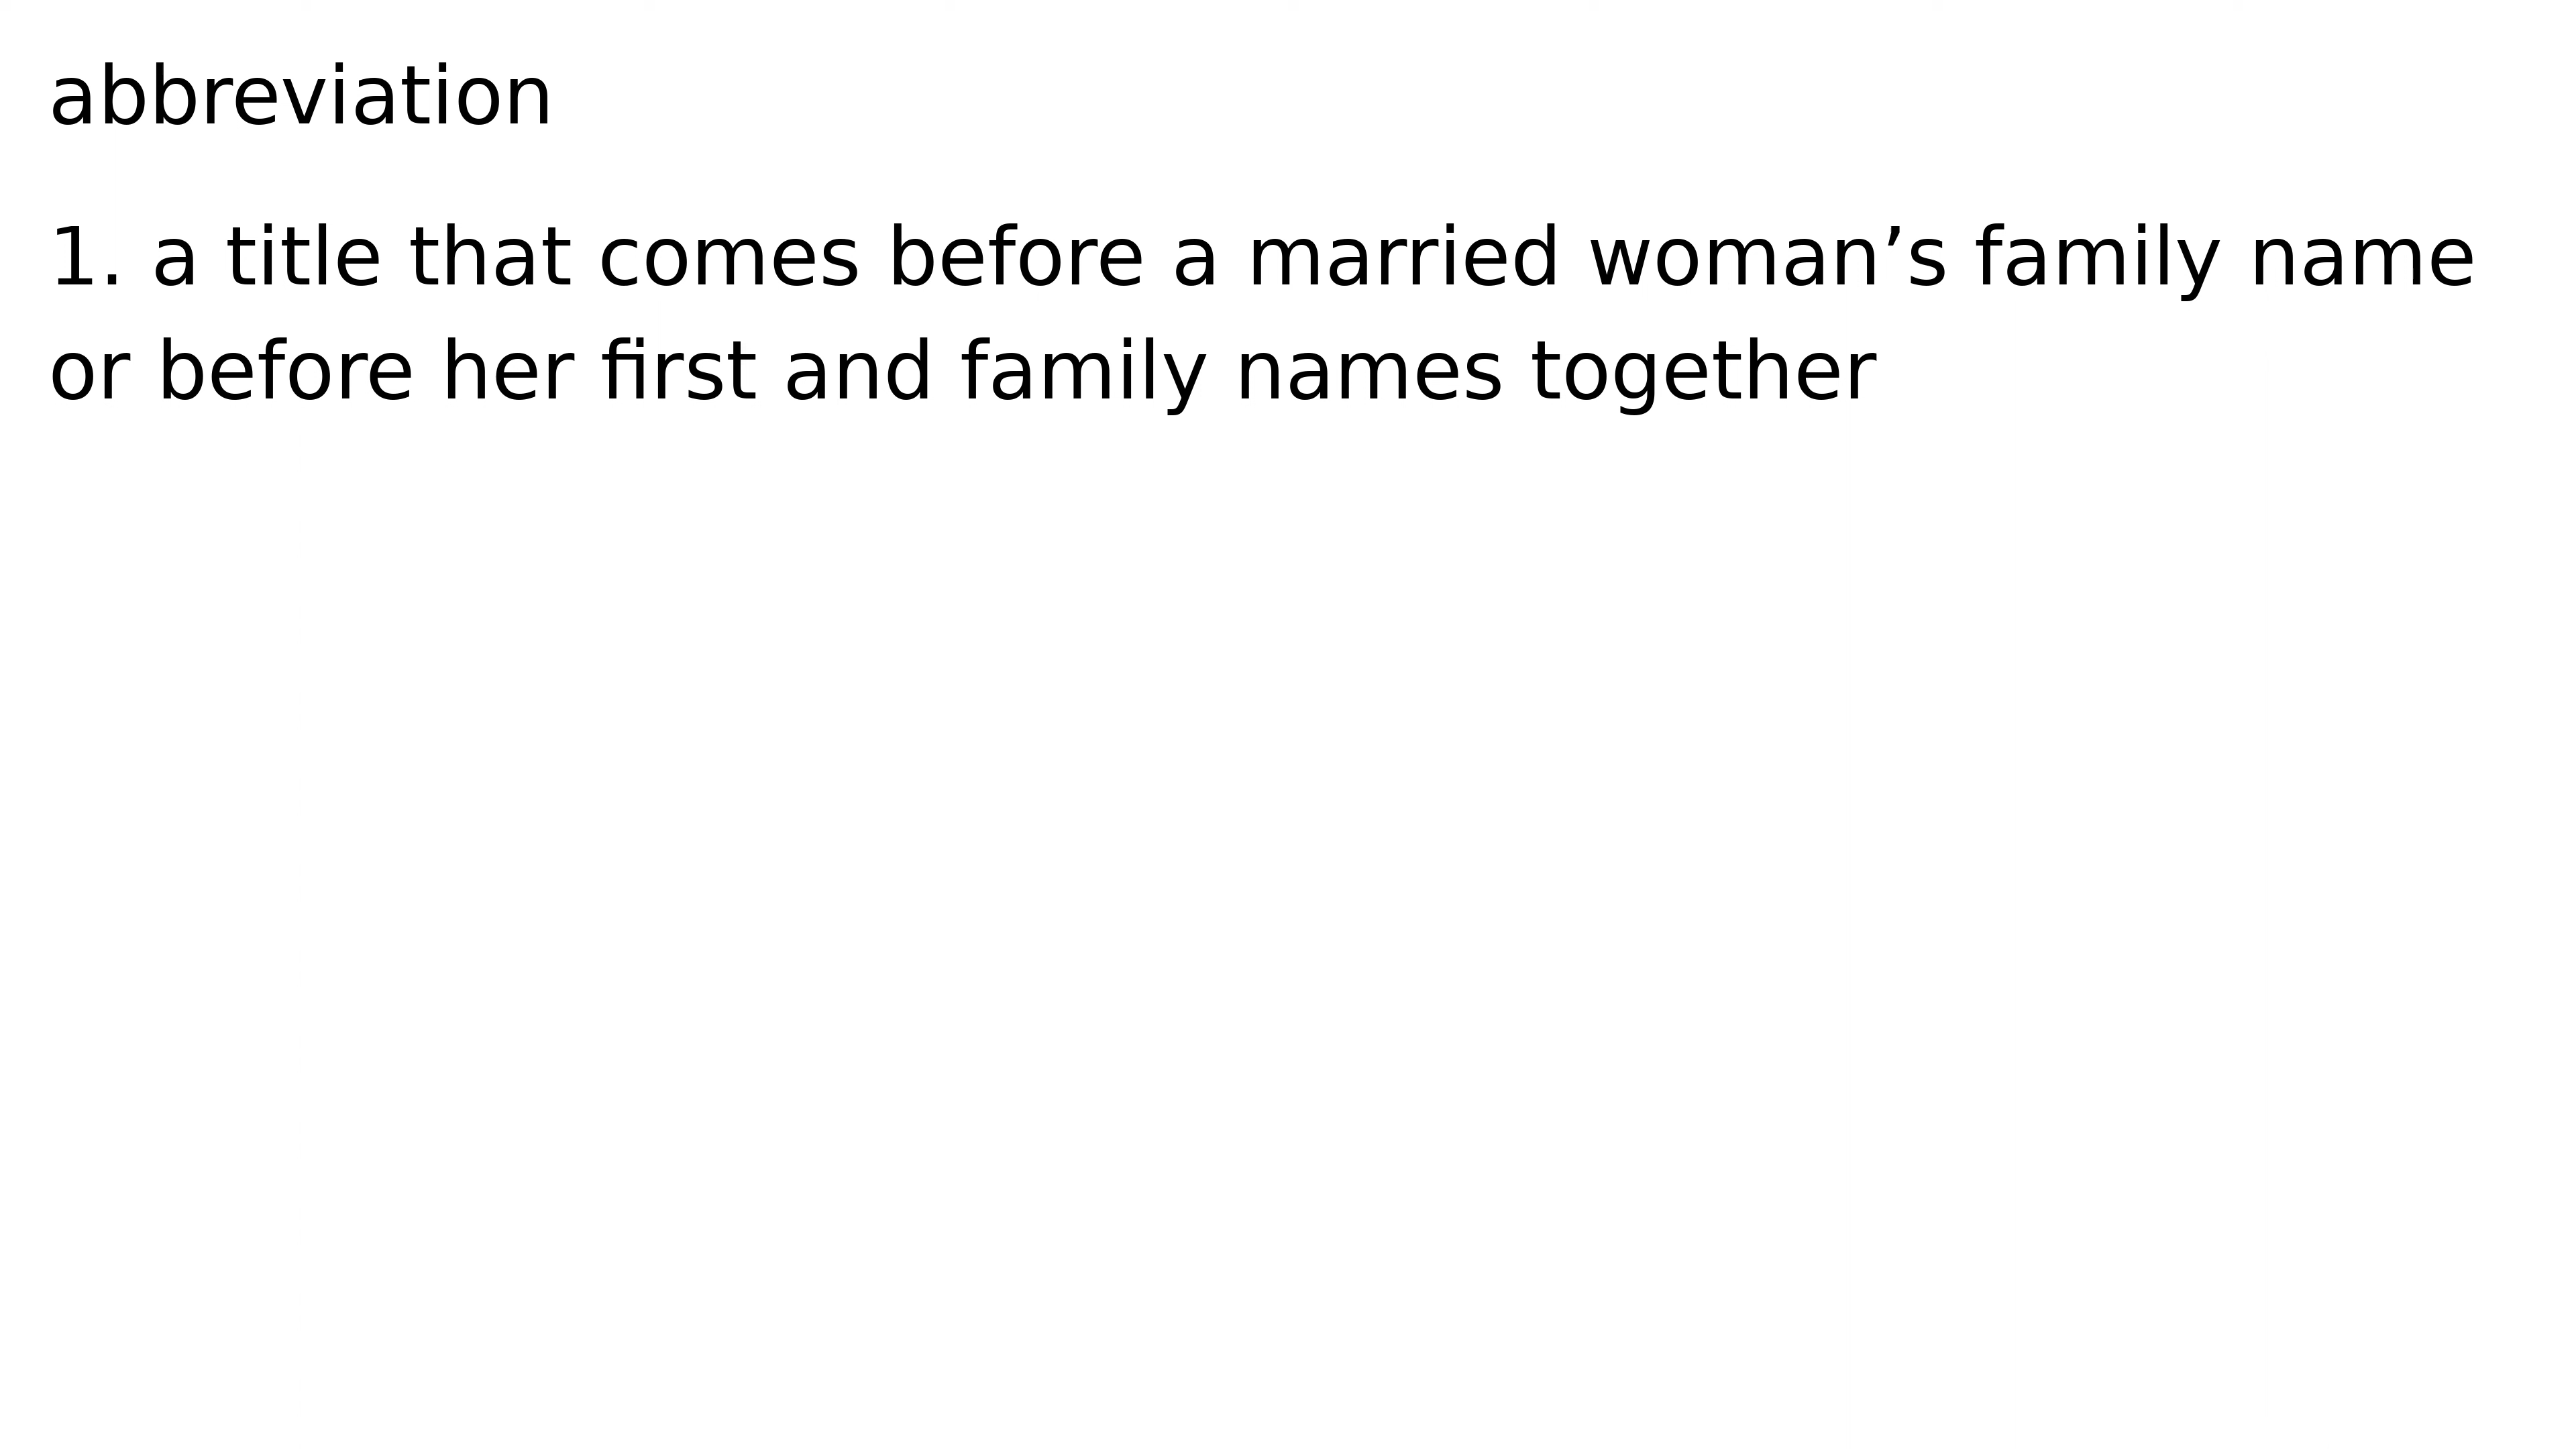 abbreviation
1. a title that comes before a married woman’s family name
or before her first and family names together